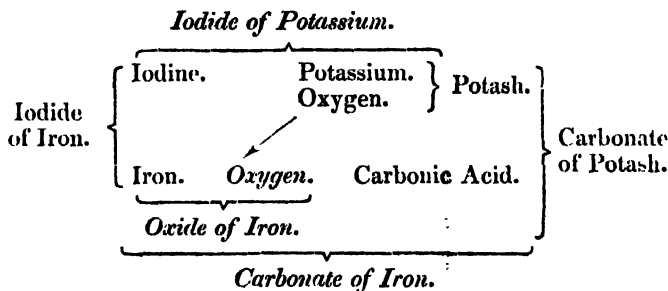 Iodide of Potassium.
Iodine. Potassium.
Oxygen. Potash.
Iodide
of Iron.
Carbonate
of Potash.
Iron. Oxygen. Carbonic Acid.
Oxide of Iron.
Carbonate of Iron.